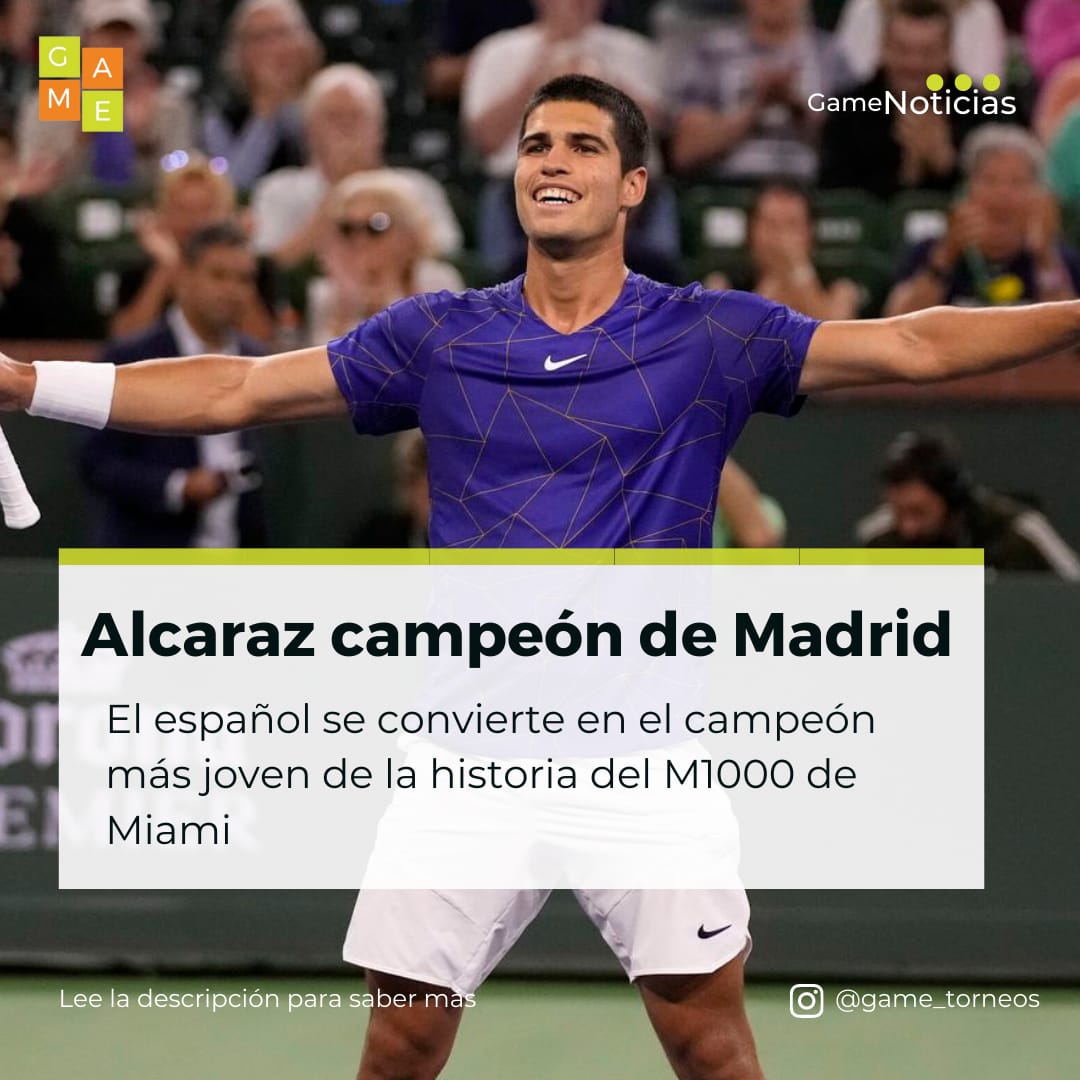 G A
M E
GameNoticias
Alcaraz campeón de Madrid
El español se convierte en el campeón
más joven de la historia del M1000 de
Miami
Lee la descripción para saber más
@game_torneos